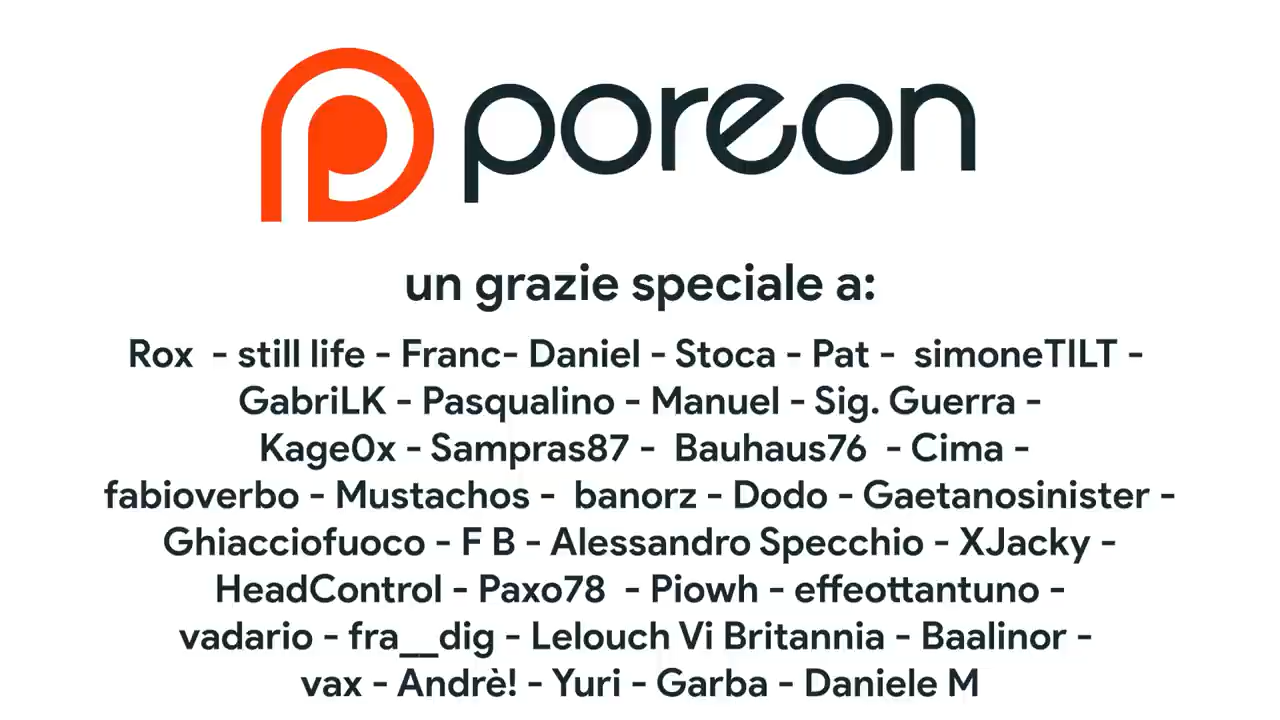 poreon
un grazie speciale a:
Rox - still life - Franc- Daniel - Stoca - Pat - simoneTILT -
GabriLK - Pasqualino - Manuel - Sig. Guerra -
Kage0x - Sampras87 - Bauhaus76 - Cima -
fabioverbo - Mustachos - banorz - Dodo - Gaetanosinister -
Ghiacciofuoco - F B - Alessandro Specchio - XJacky -
HeadControl - Paxo78 - Piowh - effeottantuno -
vadario - fra__dig - Lelouch Vi Britannia - Baalinor -
vax - Andrè! - Yuri - Garba - Daniele M